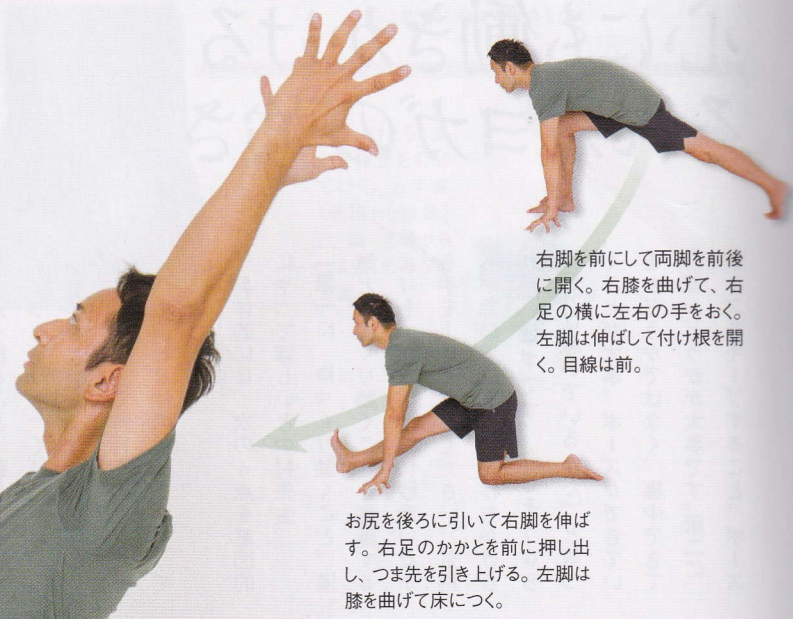 右脚を前にして両脚を前後
に開く。右膝を曲げて、右
足の横に左右の手をおく。
左脚は伸ばして付け根を開
く。目線は前。
お尻を後ろに引いて右脚を伸ば
す。右足のかかとを前に押し出
し、つま先を引き上げる。左脚は
膝を曲げて床につく。